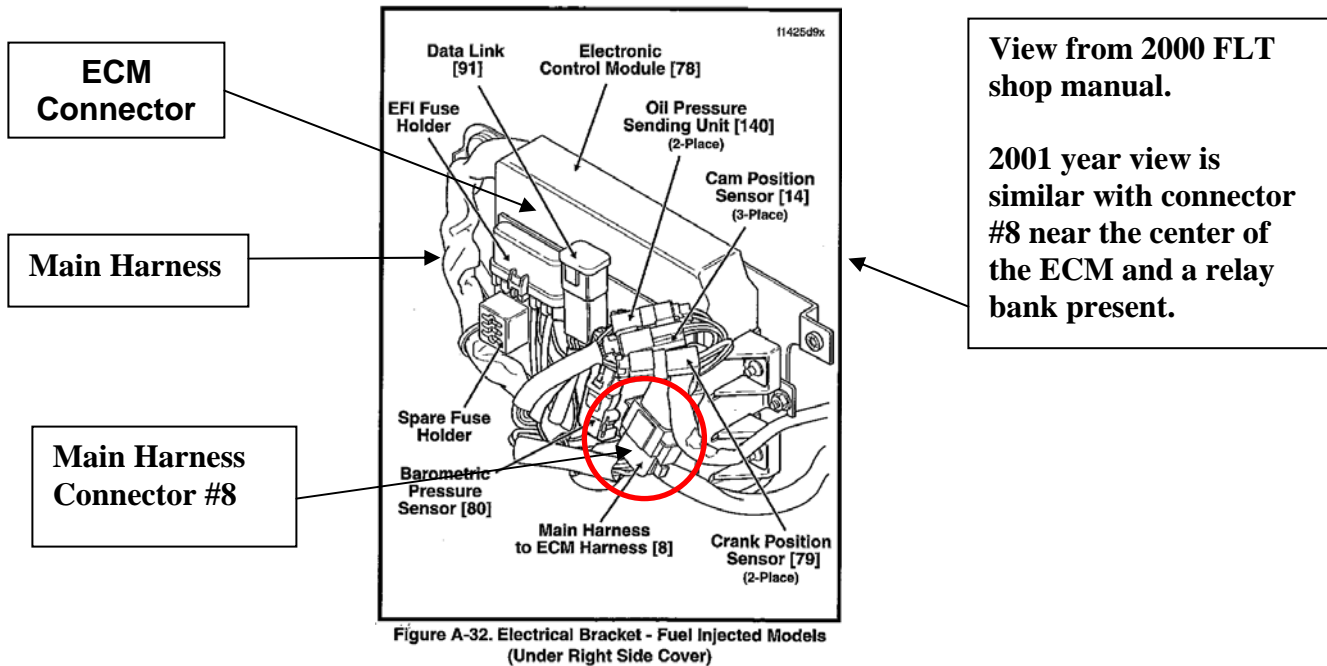 ECM
Connector
Main Harness
Main Harness
Connector #8
f1425d9x
Data Link
[91]
Electronic
Control Module [78]
EFI Fuse
Holder
Oil Pressure
Sending Unit [140]
(2-Place)
Cam Position
Sensor [14]
(3-Place)
Spare Fuse
Holder
Barometric
Pressure
Sensor [80]
Main Harness
to ECM Harness [8]
Crank Position
Sensor [79]
(2-Place)
Figure A-32. Electrical Bracket - Fuel Injected Models
(Under Right Side Cover)
View from 2000 FLT
shop manual.
2001 year view is
similar with connector
#8 near the center of
the ECM and a relay
bank present.